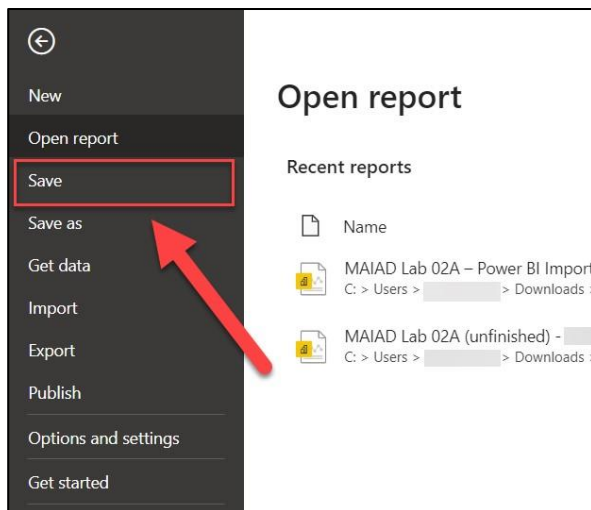 New
Open report
Save
Save as
Get data
Import
Export
Publish
Options and settings
Get started
Open report
Recent reports
Name
MAIAD Lab 02A – Power BI Import
C: > Users > > Downloads >
MAIAD Lab 02A (unfinished) -
C: > Users > > Downloads >